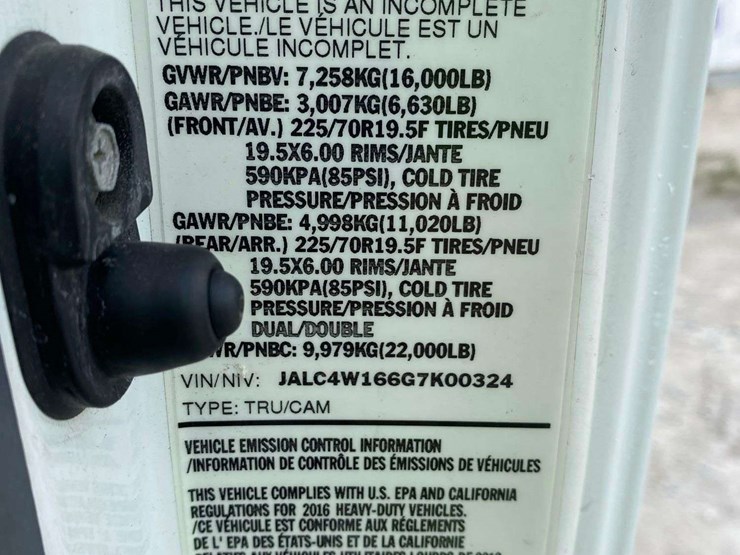 THIS VEHICLE IS AN INCOMPLETE
VEHICLE./LE VÉHICULE EST UN
VÉHICULE INCOMPLET.
GVWR/PNBV: 7,258KG(16,000LB)
GAWR/PNBE: 3,007KG(6,630LB)
(FRONT/AV.) 225/70R19.5F TIRES/PNEU
19.5X6.00 RIMS/JANTE
590KPA(85PSI), COLD TIRE
PRESSURE/PRESSION À FROID
GAWR/PNBE: 4,998KG(11,020LB)
(REAR/ARR.) 225/70R19.5F TIRES/PNEU
19.5X6.00 RIMS/JANTE
590KPA(85PSI), COLD TIRE
PRESSURE/PRESSION À FROID
DUAL/DOUBLE
WR/PNBC: 9,979KG(22,000LB)
VIN/NIV: JALC4W166G7K00324
TYPE: TRU/CAM
VEHICLE EMISSION CONTROL INFORMATION
/INFORMATION DE CONTRÔLE DES ÉMISSIONS DE VÉHICULES
THIS VEHICLE COMPLIES WITH U.S. EPA AND CALIFORNIA
REGULATIONS FOR 2016 HEAVY-DUTY VEHICLES.
/CE VÉHICULE EST CONFORME AUX RÉGLEMENTS
DE L' EPA DES ÉTATS-UNIS ET DE LA CALIFORNIE